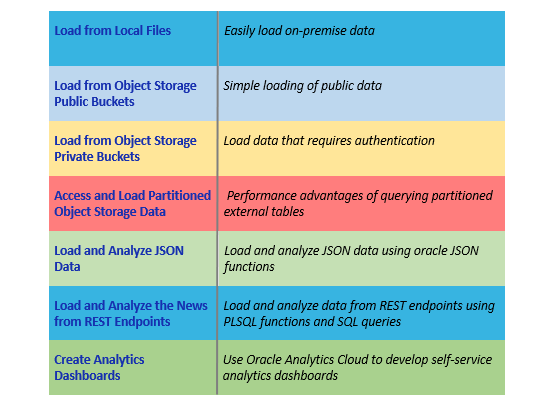 Load from Local Files
Easily load on-premise data
Load from Object Storage
Public Buckets
Simple loading of public data
Load from Object Storage
Private Buckets
Load data that requires authentication
Access and Load Partitioned
Object Storage Data
Performance advantages of querying partitioned
external tables
Load and Analyze JSON
Data
Load and analyze JSON data using oracle JSON
functions
Load and Analyze the News
from REST Endpoints
Load and analyze data from REST endpoints using
PLSQL functions and SQL queries
Create Analytics
Dashboards
Use Oracle Analytics Cloud to develop self-service
analytics dashboards